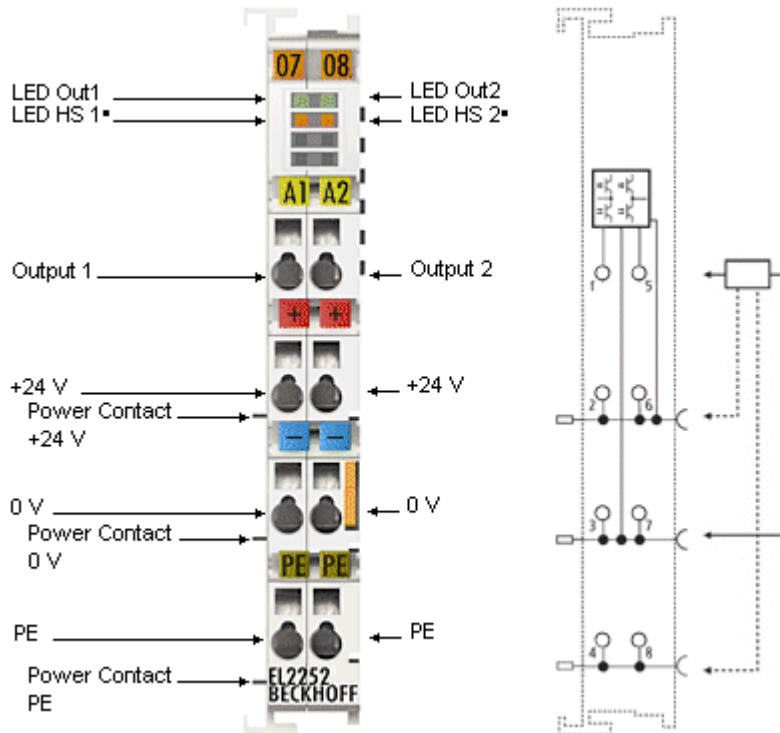 07 08
LED Out1
LED Out2
LED HS 1▪
LED HS 2▪
A1 A2
Output 1
Output 2
+ +
+24 V
+24 V
Power Contact
+24 V
- -
0 V
0 V
Power Contact
0 V
PE PE
PE
PE
Power Contact
PE
EL2252
BECKHOFF
1 5
2 6
3 7
4 8